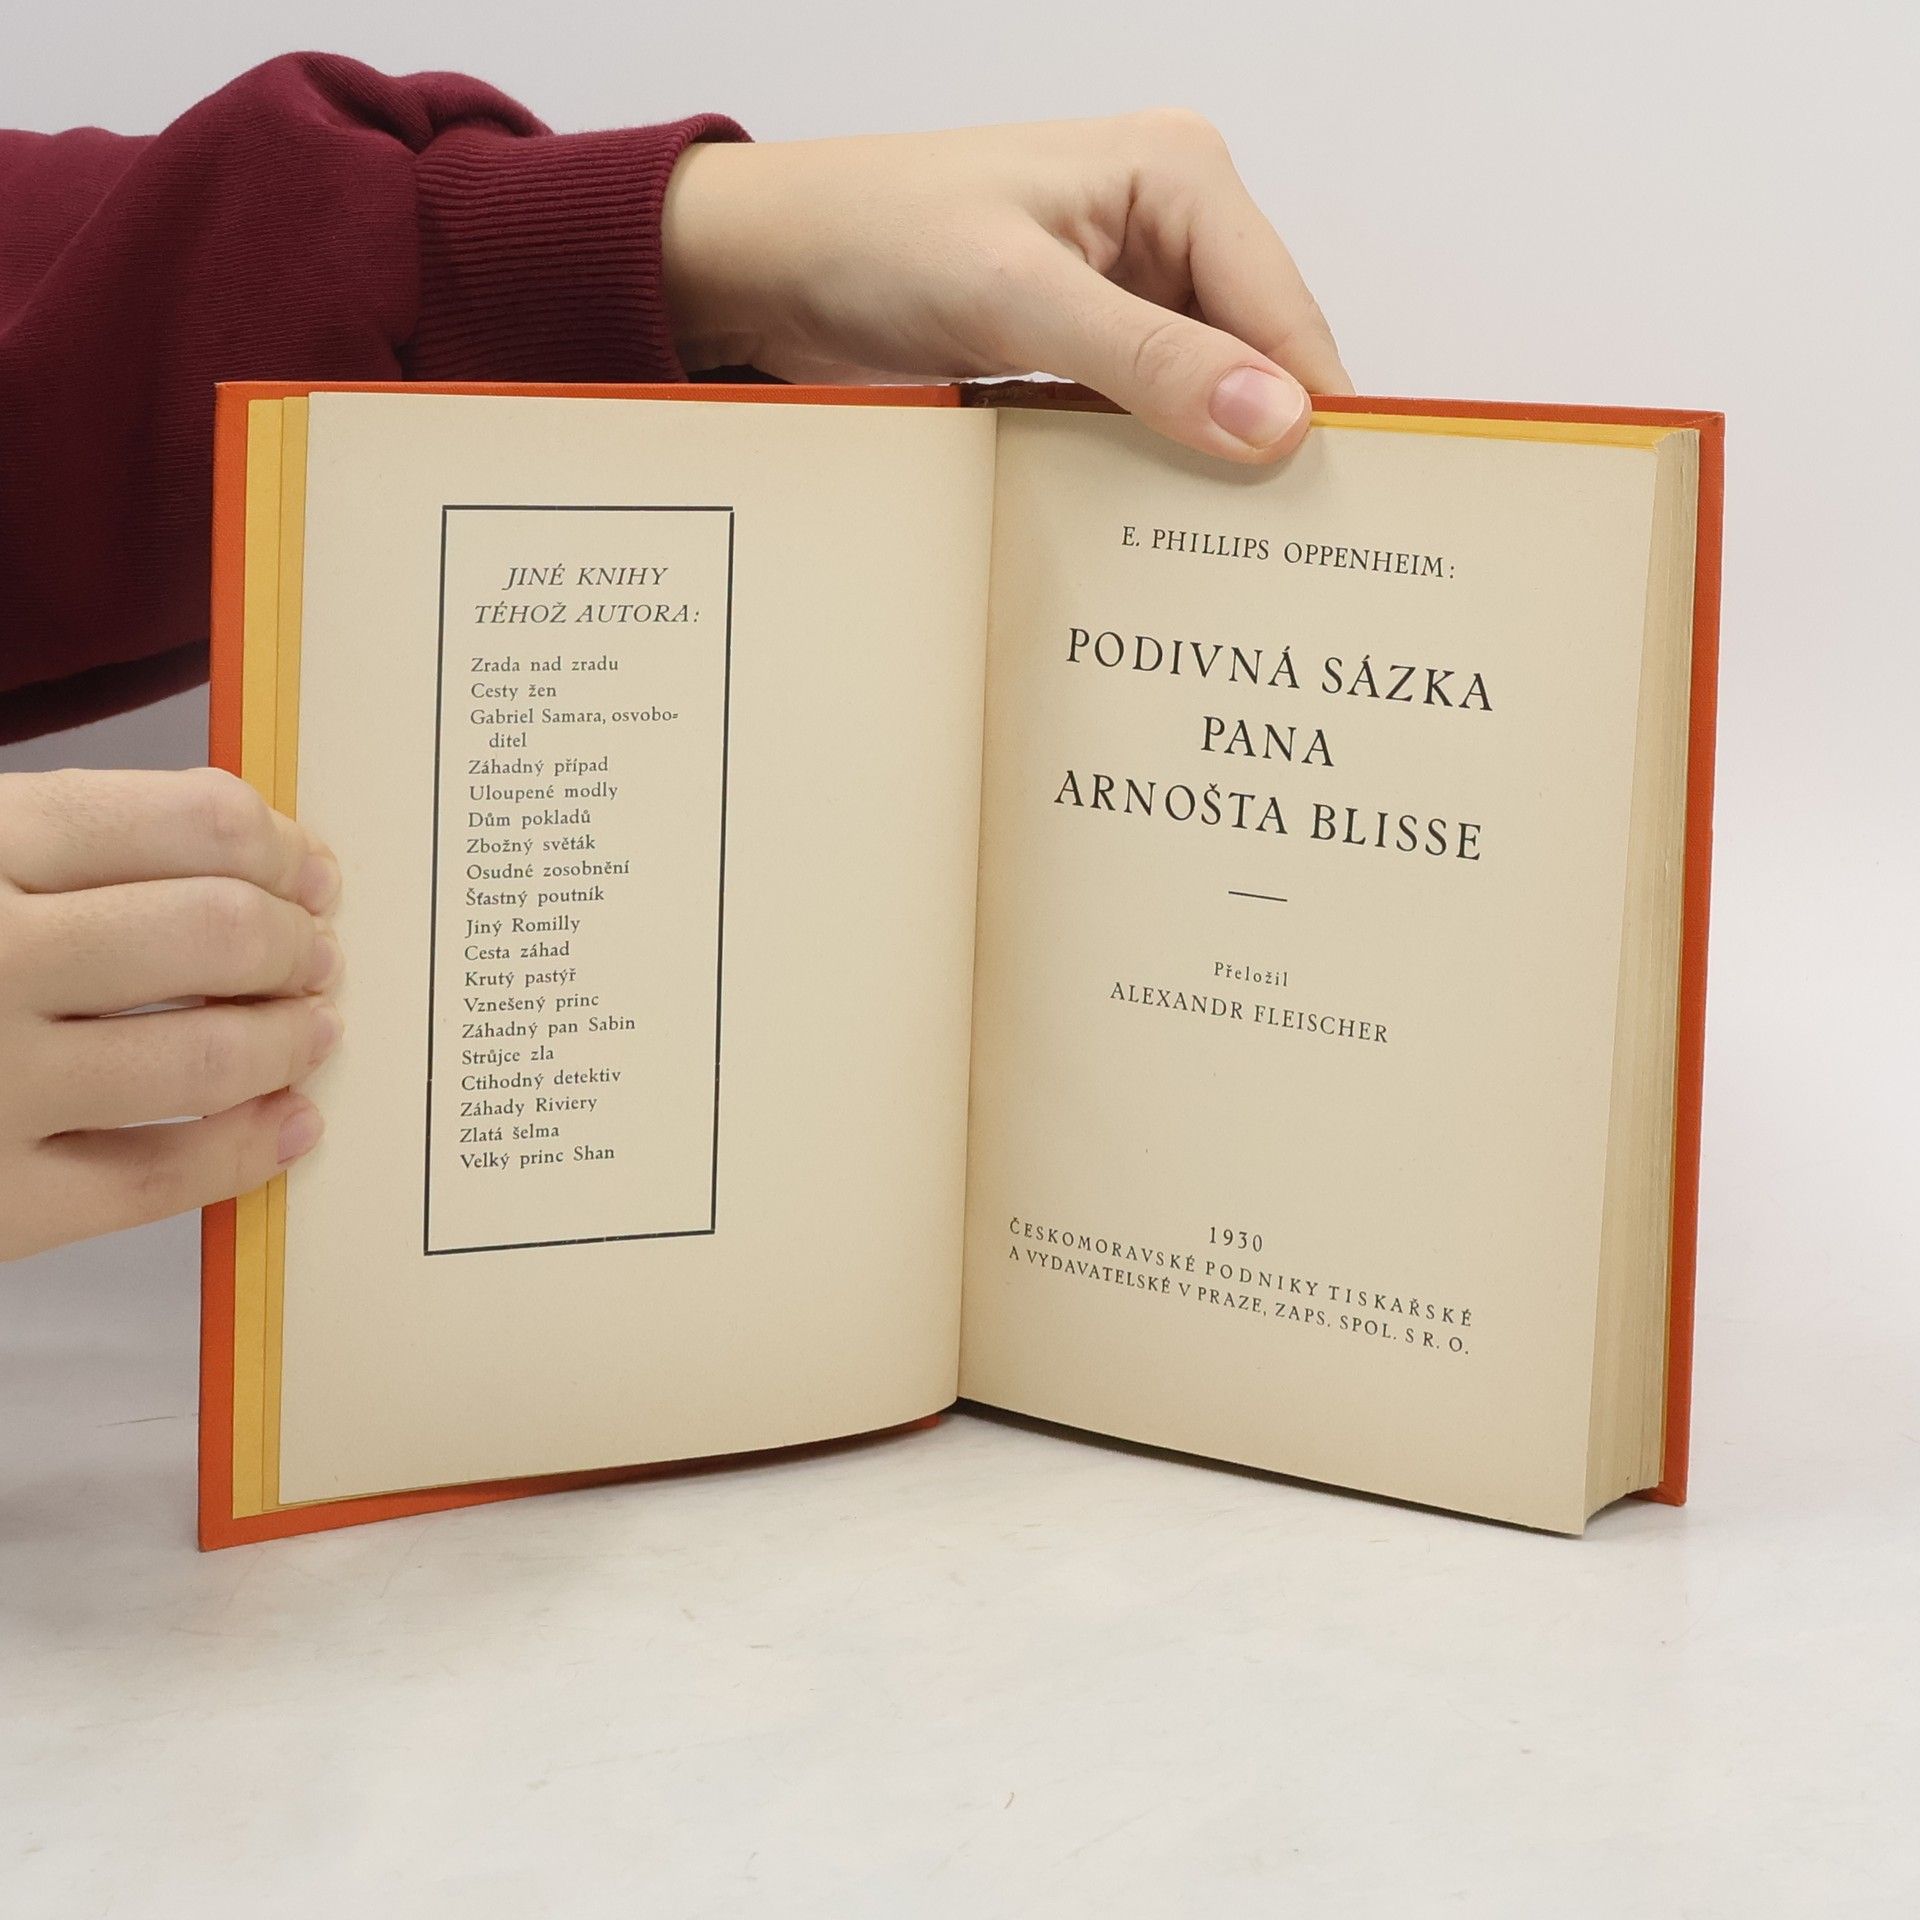 JINÉ KNIHY
TÉHOŽ AUTORA:
Zrada nad zradu
Cesty žen
Gabriel Samara, osvobo=
ditel
Záhadný případ
Uloupené modly
Dům pokladů
Zbožný světák
Osudné zosobnění
Šťastný poutník
Jiný Romilly
Cesta záhad
Krutý pastýř
Vznešený princ
Záhadný pan Sabin
Strůjce zla
Ctihodný detektiv
Záhady Riviery
Zlatá šelma
Velký princ Shan
E. PHILLIPS OPPENHEIM:
PODIVNÁ SÁZKA
PANA
ARNOŠTA BLISSE
Přeložil
ALEXANDR FLEISCHER
1930
ČESKOMORAVSKÉ PODNIKY TISKAŘSKÉ
A VYDAVATELSKÉ V PRAZE, ZAPS. SPOL. S R. O.